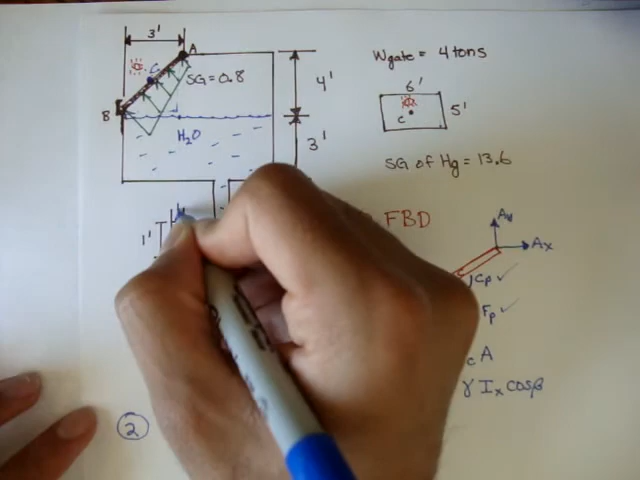 3'
A
Wgate = 4 tons
C
SG=0.8
4'
6'
B
C
5'
H₂O
3'
SG of Hg = 13.6
FBD
Ay
1'
Ax
Cp ✓
Fp ✓
c A
γ Ix cosβ
2